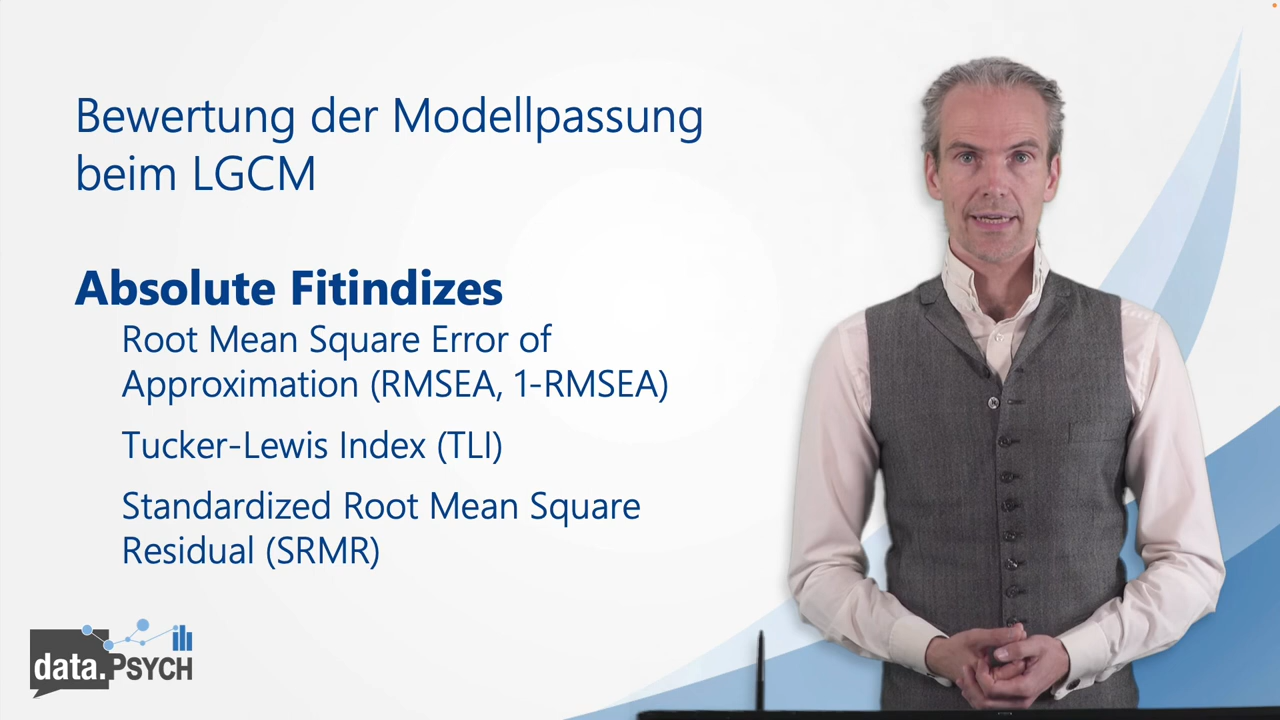 Bewertung der Modellpassung
beim LGCM
Absolute Fitindizes
Root Mean Square Error of
Approximation (RMSEA, 1-RMSEA)
Tucker-Lewis Index (TLI)
Standardized Root Mean Square
Residual (SRMR)
data.PSYCH